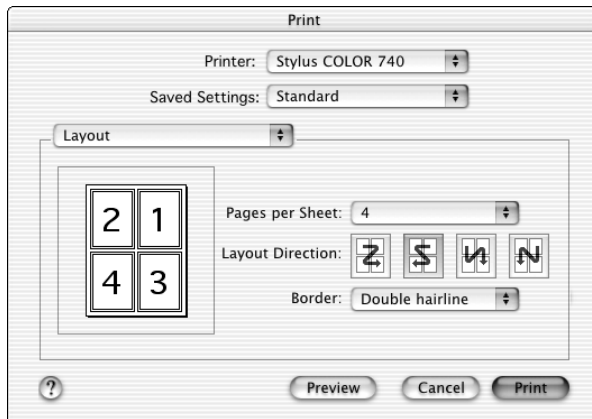 Print
Printer: Stylus COLOR 740
Saved Settings: Standard
Layout
2 1
4 3
Pages per Sheet: 4
Layout Direction:
Border: Double hairline
? Preview Cancel Print